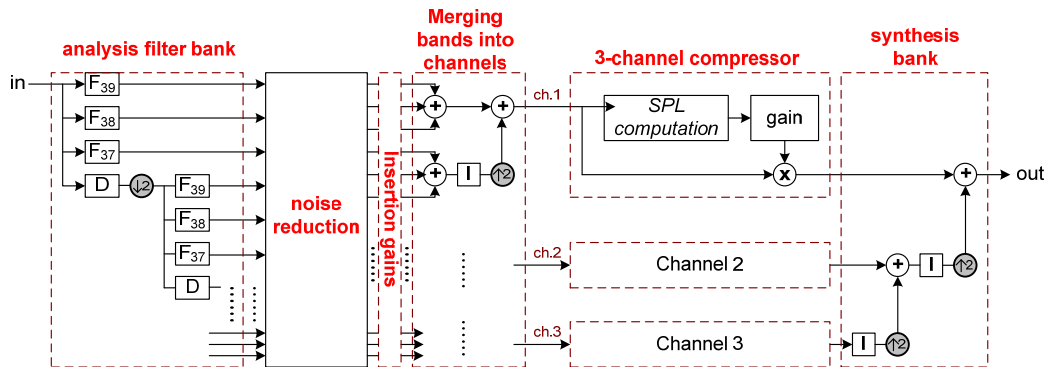 analysis filter bank
Merging
bands into
channels
3-channel compressor
synthesis
bank
in
F39
F38
F37
D
↓2
F39
F38
F37
D
noise
reduction
Insertion gains
+
+
+
I
↑2
ch.1
SPL
computation
gain
x
+
out
ch.2
Channel 2
+
I
↑2
ch.3
Channel 3
I
↑2